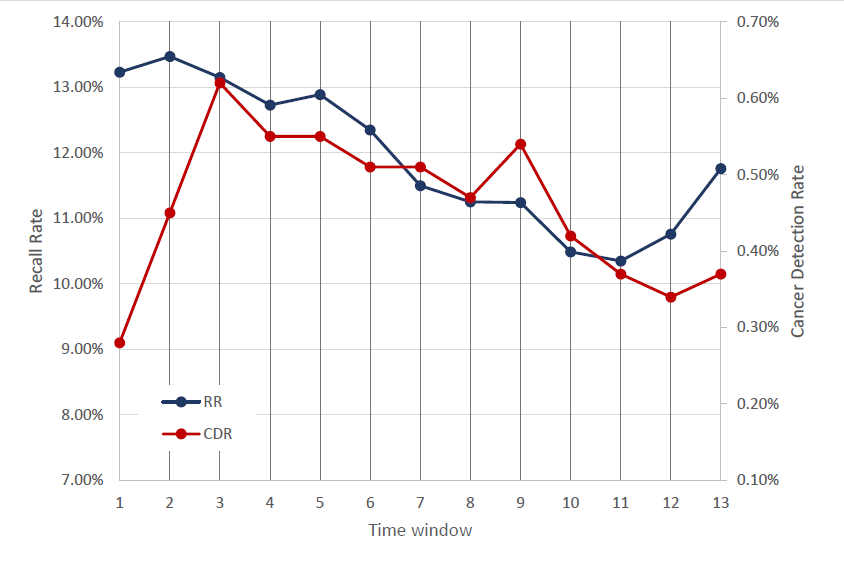 14.00%
13.00%
12.00%
11.00%
10.00%
9.00%
8.00%
7.00%
Recall Rate
0.70%
0.60%
0.50%
0.40%
0.30%
0.20%
0.10%
Cancer Detection Rate
RR
CDR
1 2 3 4 5 6 7 8 9 10 11 12 13
Time window